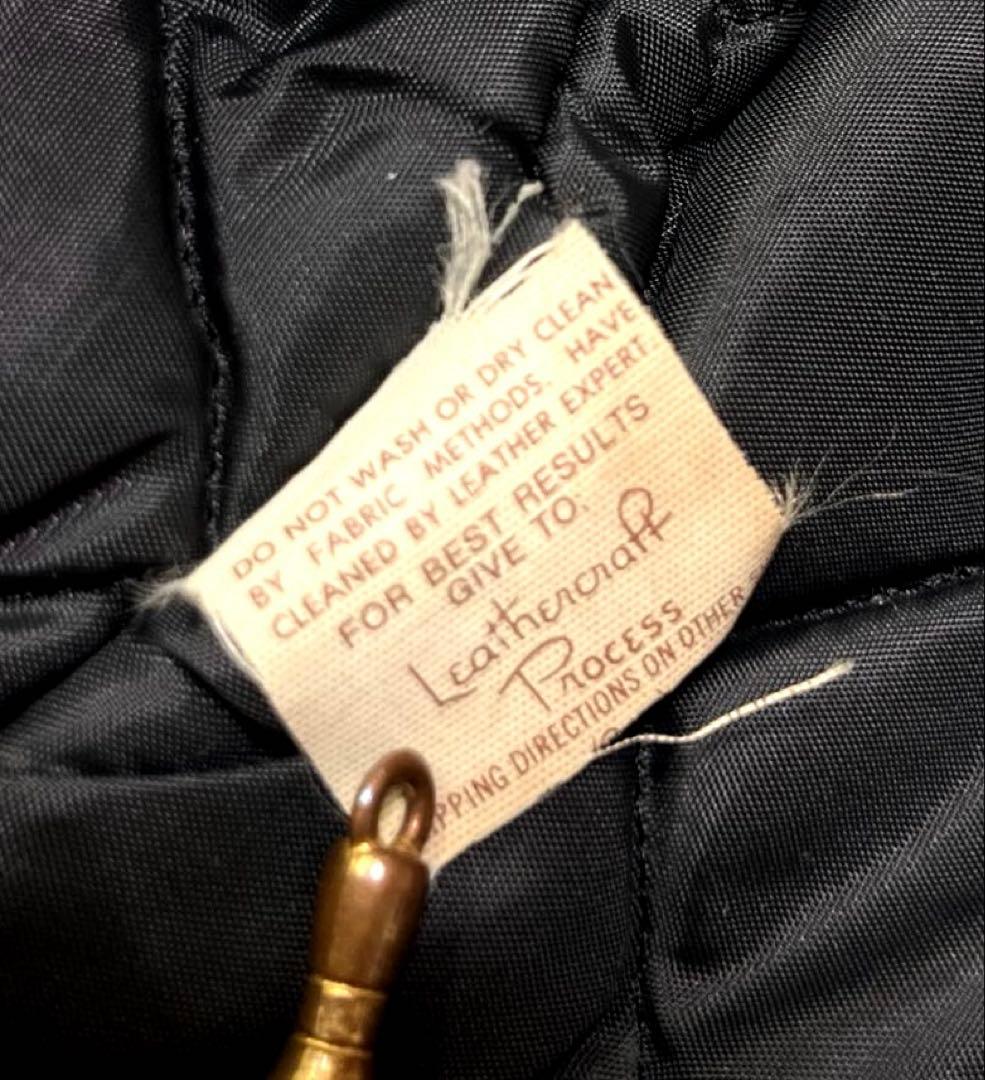 DO NOT WASH OR DRY CLEAN
BY FABRIC METHODS. HAVE
CLEANED BY LEATHER EXPERT
FOR BEST RESULTS
GIVE TO:
Leathercraft
Process
PPING DIRECTIONS ON OTHER